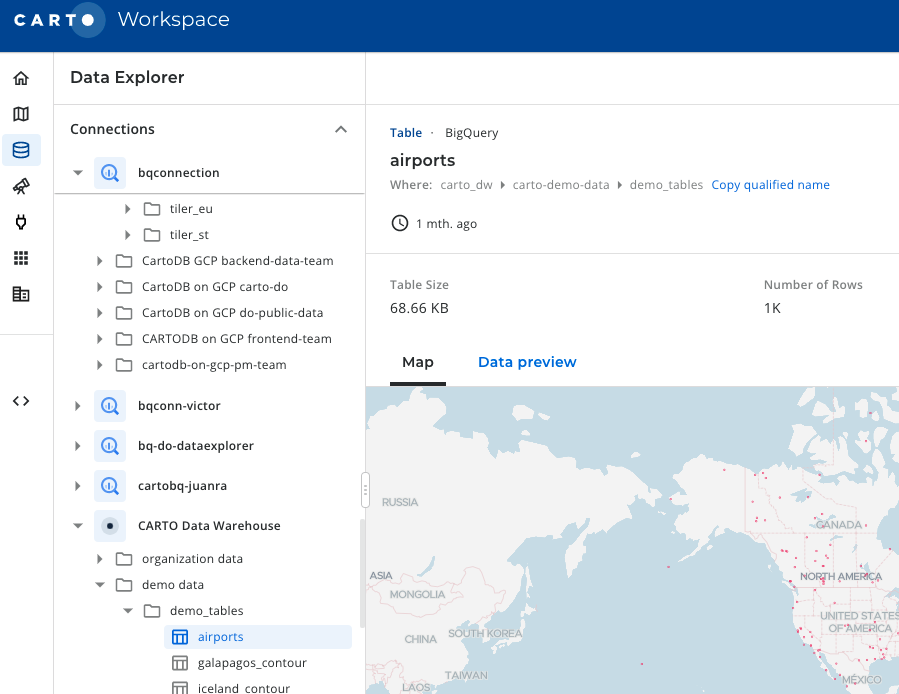 CARTO Workspace
Data Explorer
Connections
bqconnection
tiler_eu
tiler_st
CartoDB GCP backend-data-team
CartoDB on GCP carto-do
CartoDB on GCP do-public-data
CARTODB on GCP frontend-team
cartodb-on-gcp-pm-team
bqconn-victor
bq-do-dataexplorer
cartobq-juanra
CARTO Data Warehouse
organization data
demo data
demo_tables
airports
galapagos_contour
iceland_contour
Table · BigQuery
airports
Where: carto_dw carto-demo-data demo_tables Copy qualified name
1 mth. ago
Table Size
68.66 KB
Number of Rows
1K
Map
Data preview
RUSSIA
CANADA
ASIA
NORTH AMERICA
MONGOLIA
UNITED STATES
OF AMERICA
CHINA
SOUTH KOREA
TAIWAN
MÉXICO
LAOS